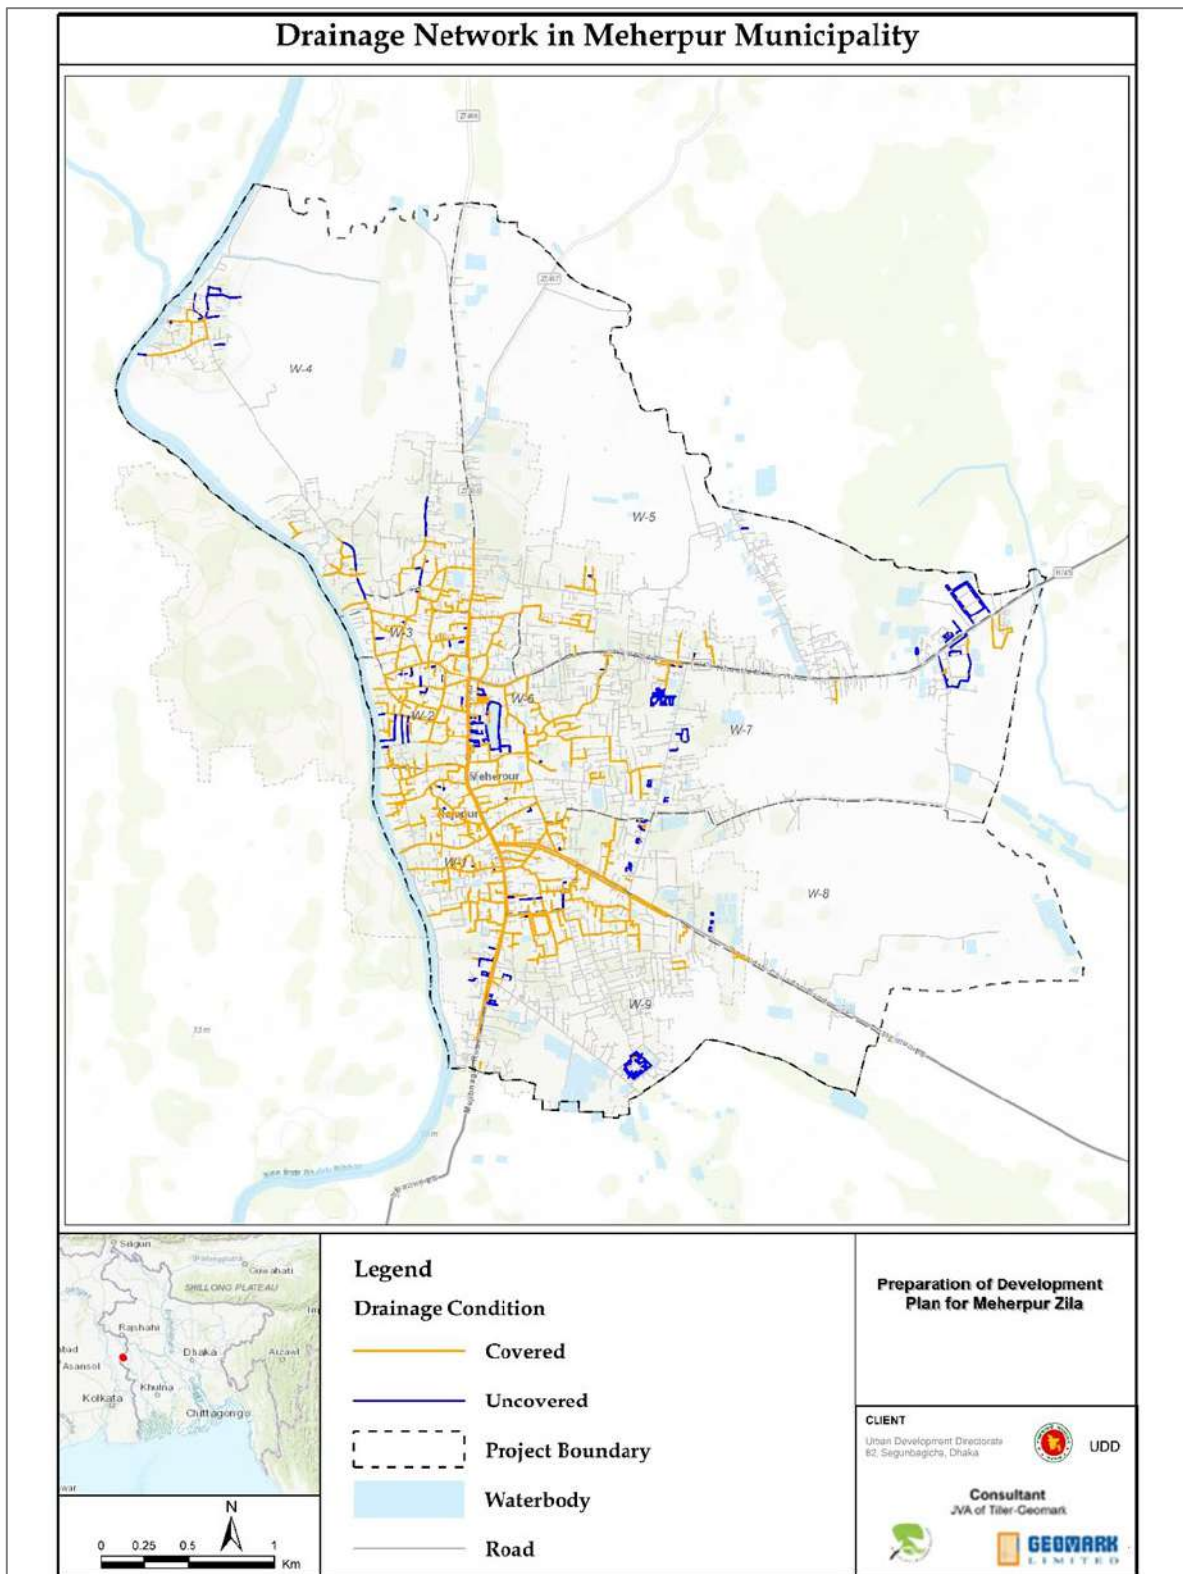 Drainage Network in Meherpur Municipality
Z7461
W-4
W-5
W-3
W-6
W-2
W-7
Meherpur
W-1
W-8
W-9
33 m
Siliguri
Guwahati
SHILLONG PLATEAU
Rajshahi
Dhaka
Aizawl
Asansol
Khulna
Kolkata
Chittagong
N
0 0.25 0.5 1
Km
Legend
Drainage Condition
Covered
Uncovered
Project Boundary
Waterbody
Road
Preparation of Development
Plan for Meherpur Zila
CLIENT
Urban Development Directorate
82, Segunbagicha, Dhaka
UDD
Consultant
JVA of Tiller-Geomark
GEOMARK
LIMITED